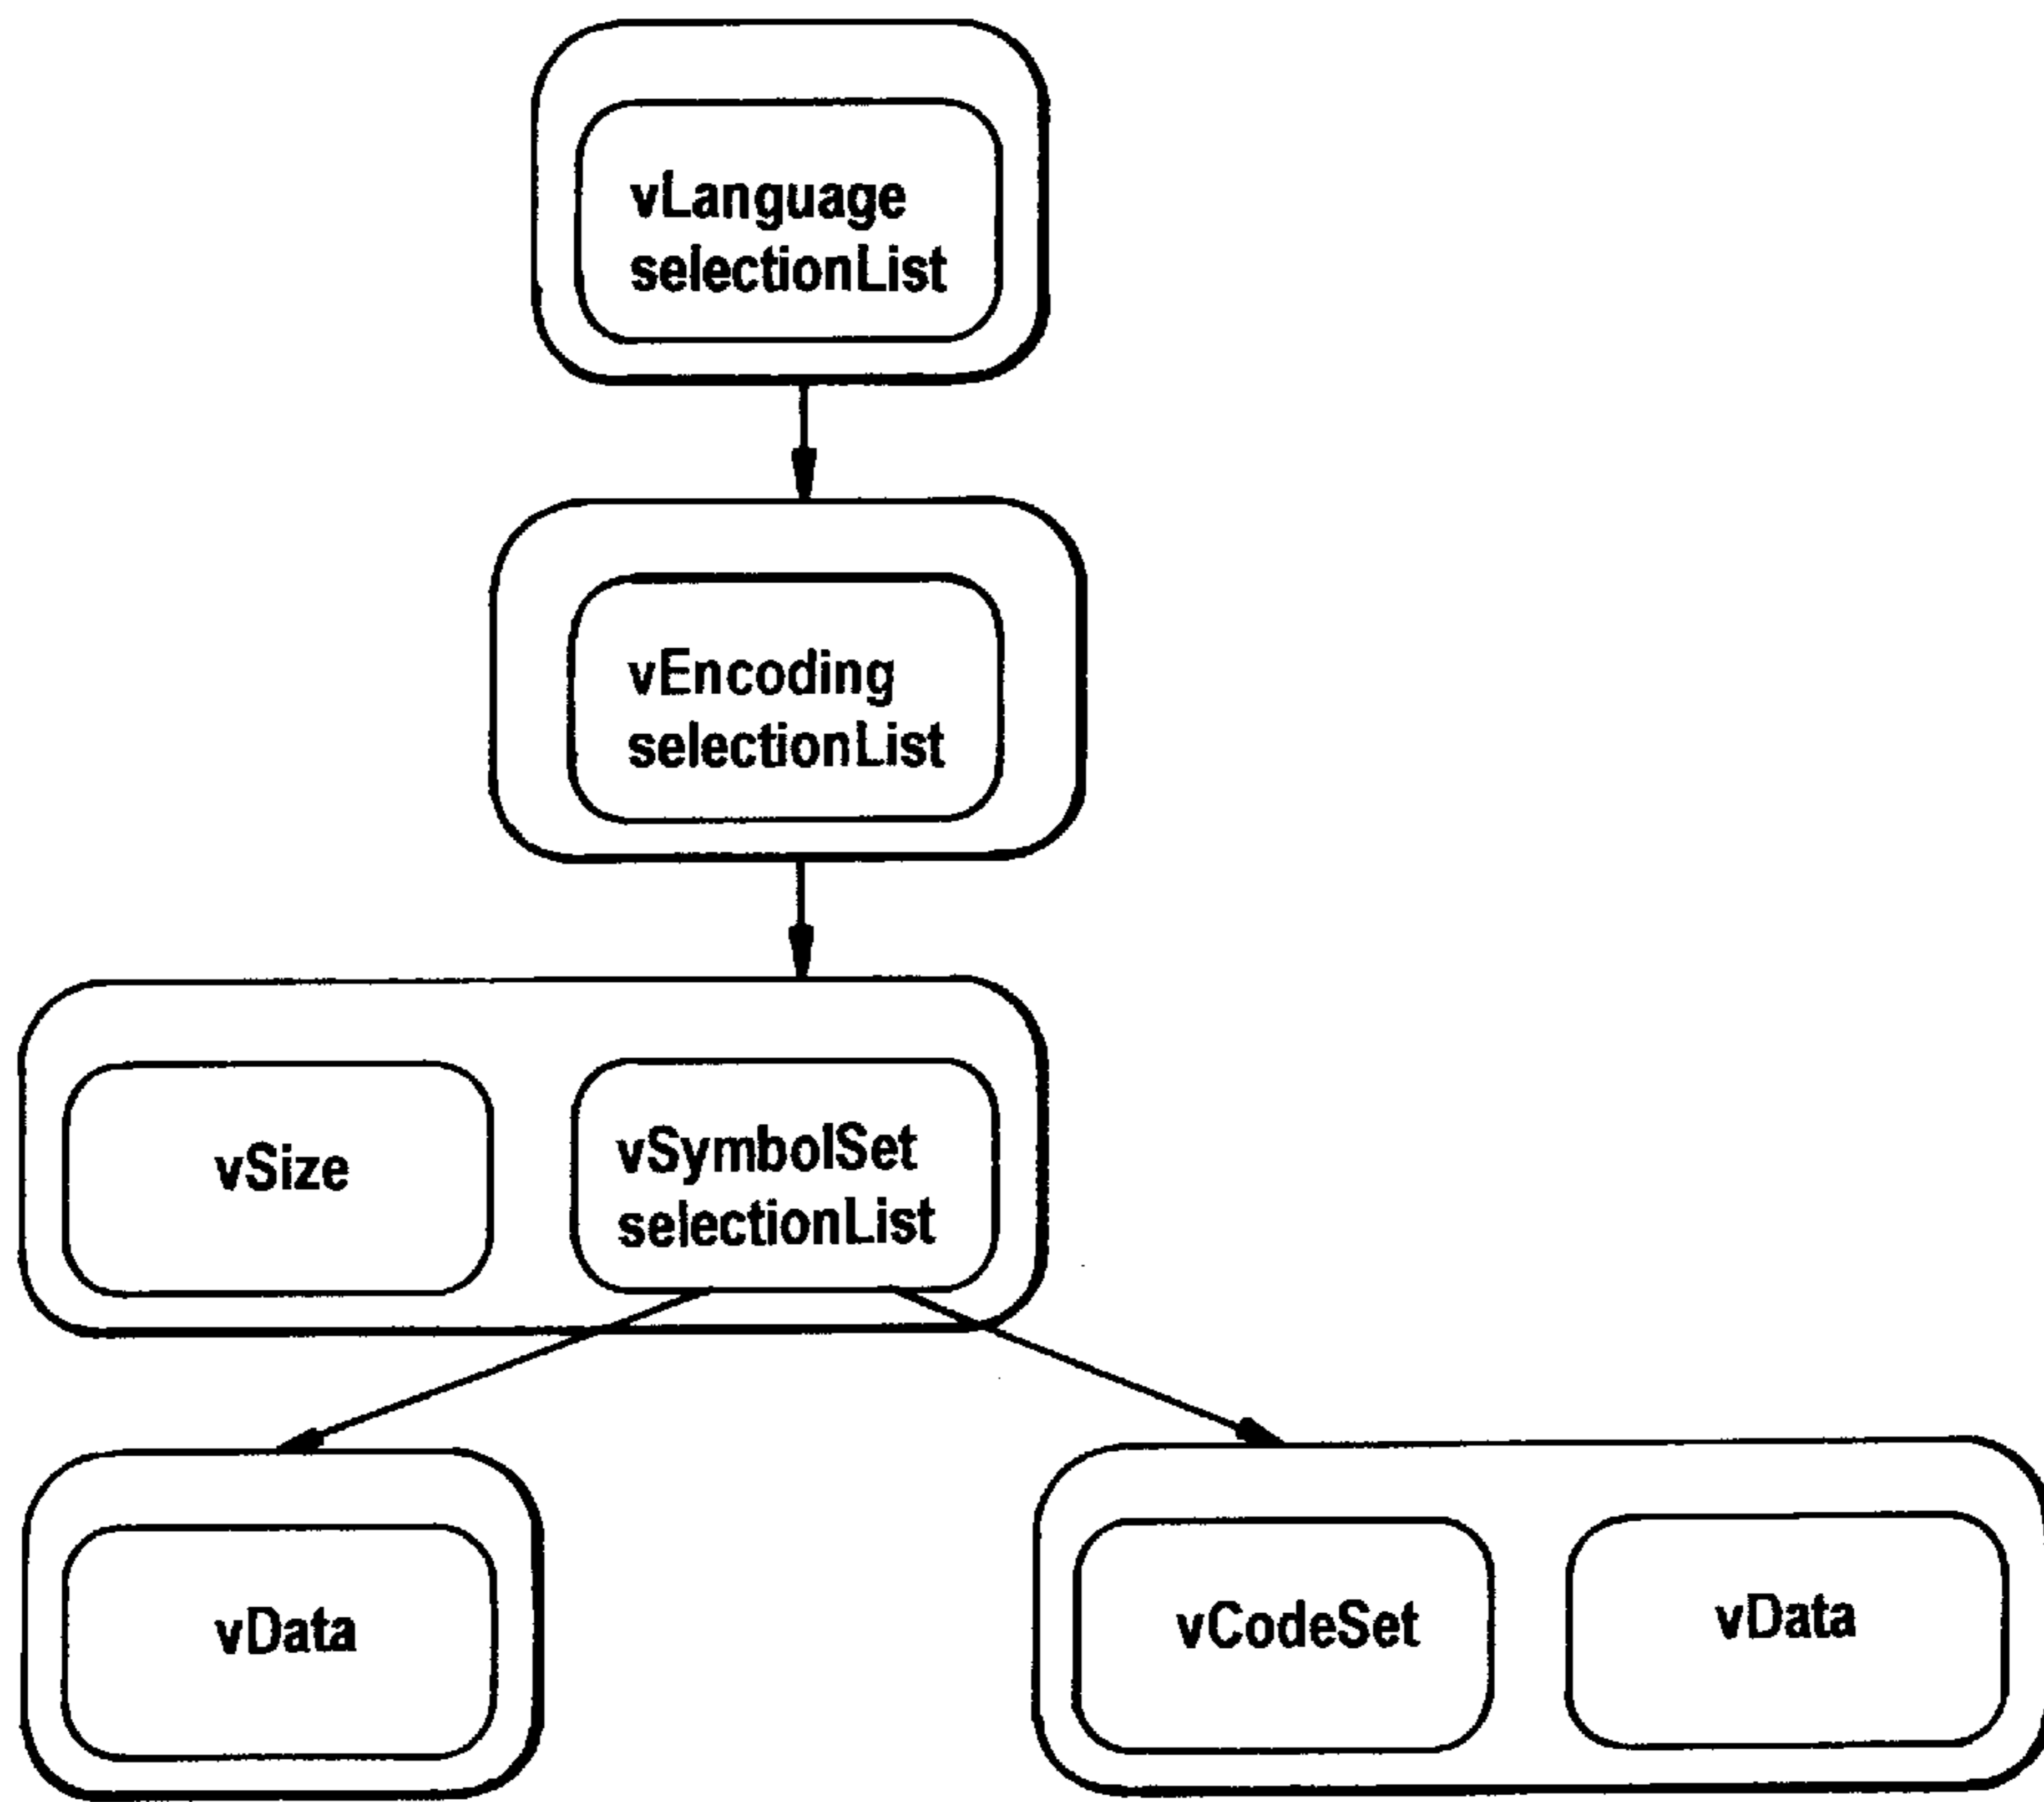 vLanguage
selectionList
vEncoding
selectionList
vSize
vSymbolSet
selectionList
vData
vCodeSet
vData